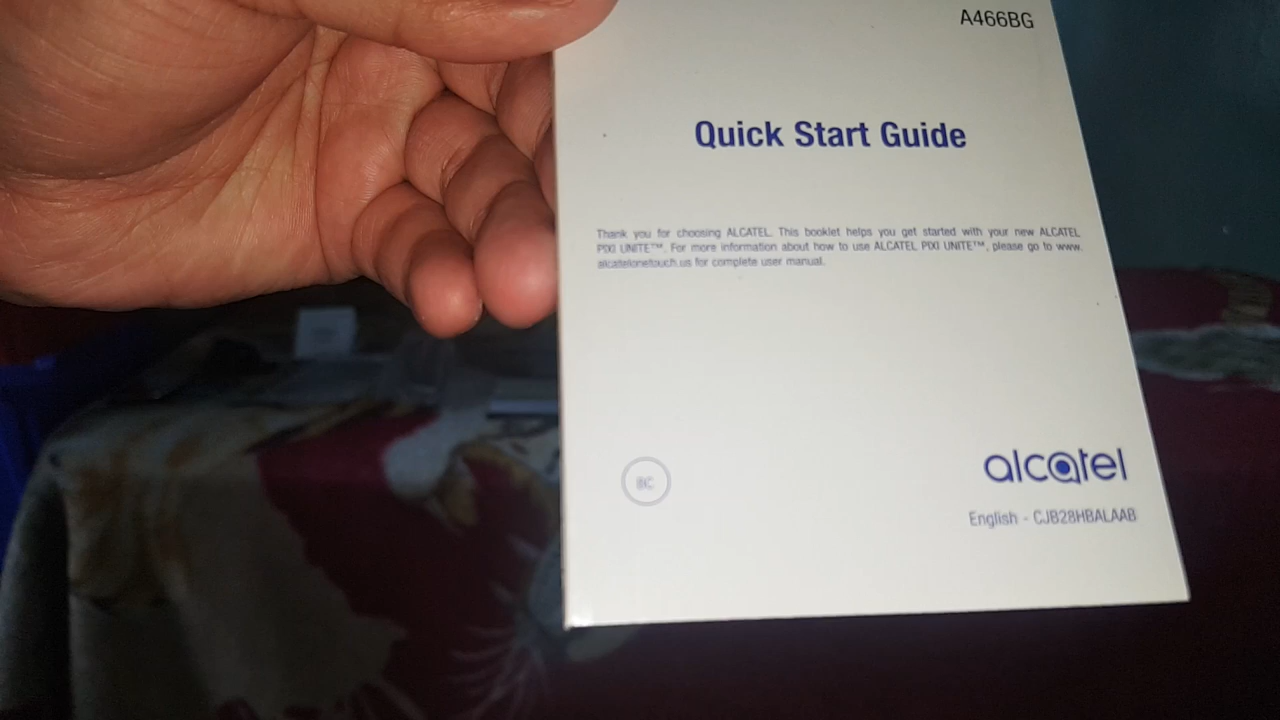 A466BG
Quick Start Guide
Thank you for choosing ALCATEL. This booklet helps you get started with your new ALCATEL
PIXI UNITE™. For more information about how to use ALCATEL PIXI UNITE™, please go to www.
alcatelonetouch.us for complete user manual.
BC
alcatel
English - CJB28HBALAAB